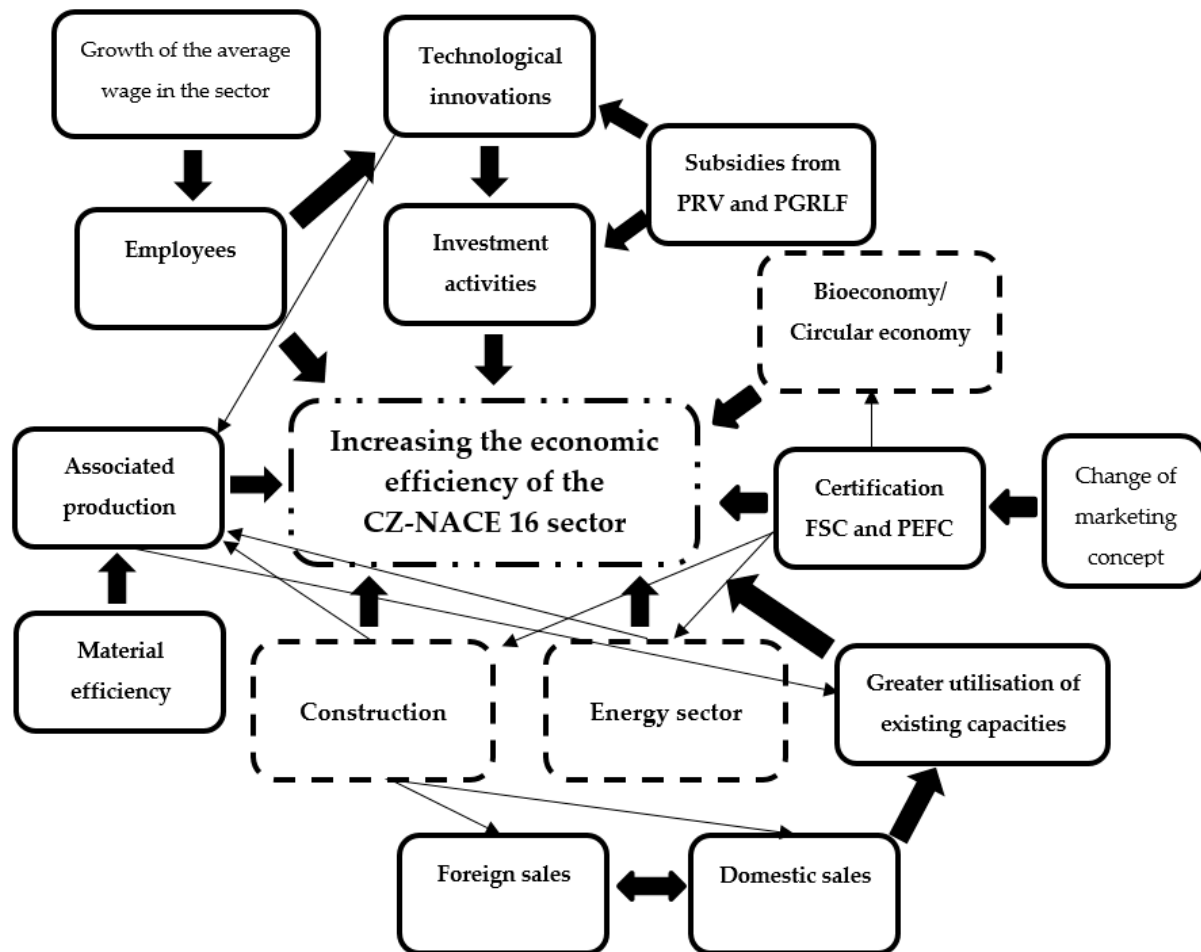 Growth of the average
wage in the sector
Technological
innovations
Subsidies from
PRV and PGRLF
Employees
Investment
activities
Bioeconomy/
Circular economy
Increasing the economic
efficiency of the
CZ-NACE 16 sector
Associated
production
Certification
FSC and PEFC
Change of
marketing
concept
Material
efficiency
Construction
Energy sector
Greater utilisation of
existing capacities
Foreign sales
Domestic sales